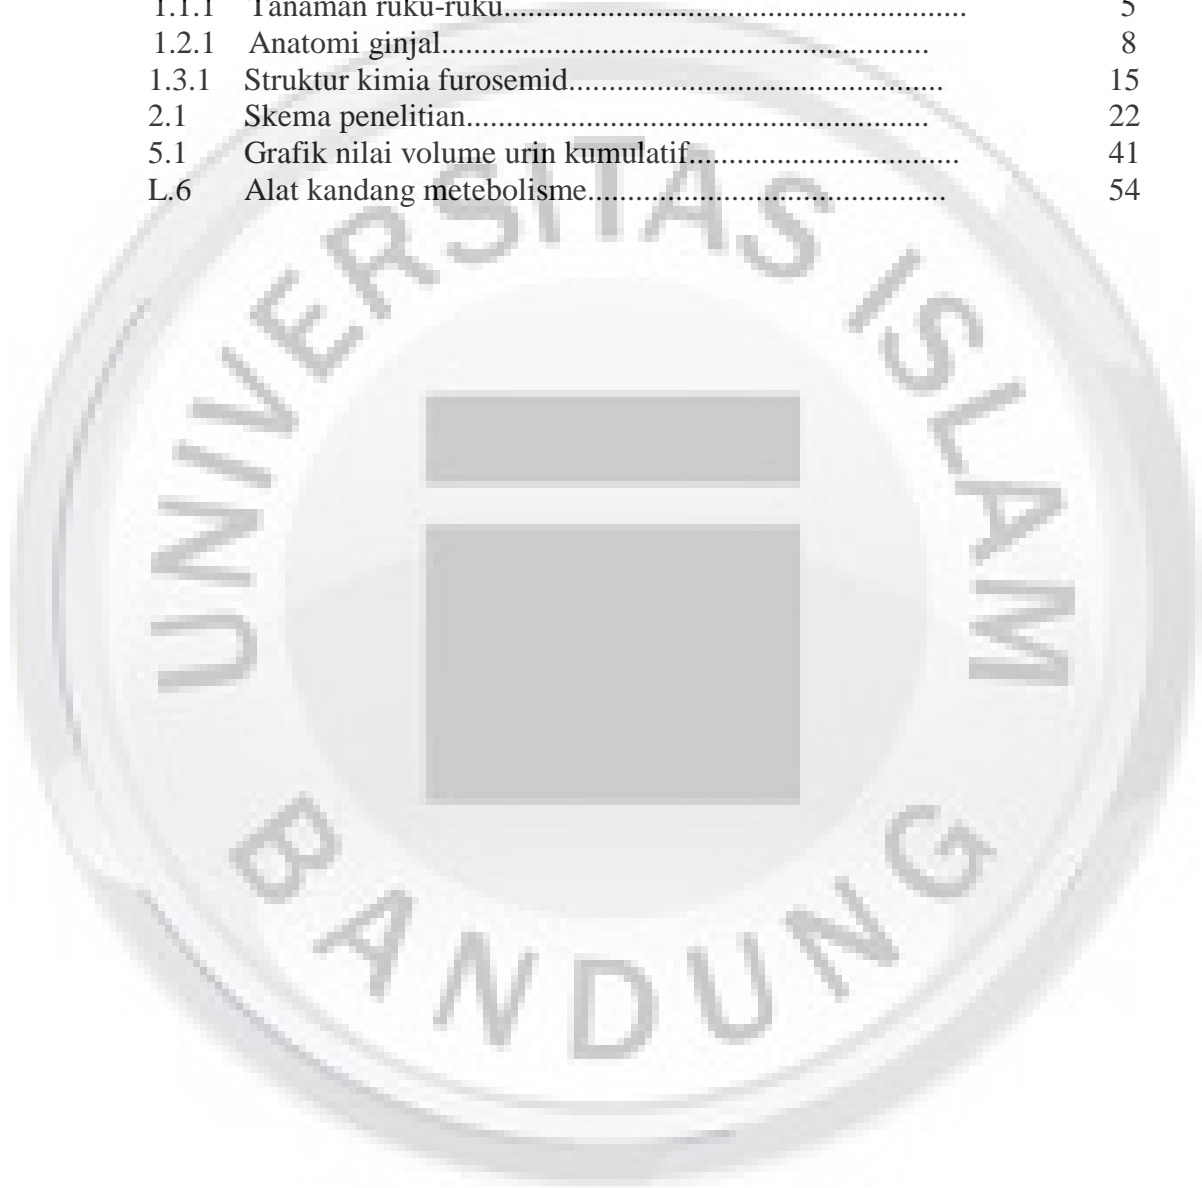 1.1.1 Tanaman ruku-ruku.......................................................... 5
1.2.1 Anatomi ginjal............................................................. 8
1.3.1 Struktur kimia furosemid............................................... 15
2.1 Skema penelitian.......................................................... 22
5.1 Grafik nilai volume urin kumulatif.................................. 41
L.6 Alat kandang metebolisme............................................. 54
UNIVERSITAS ISLAM
BANDUNG